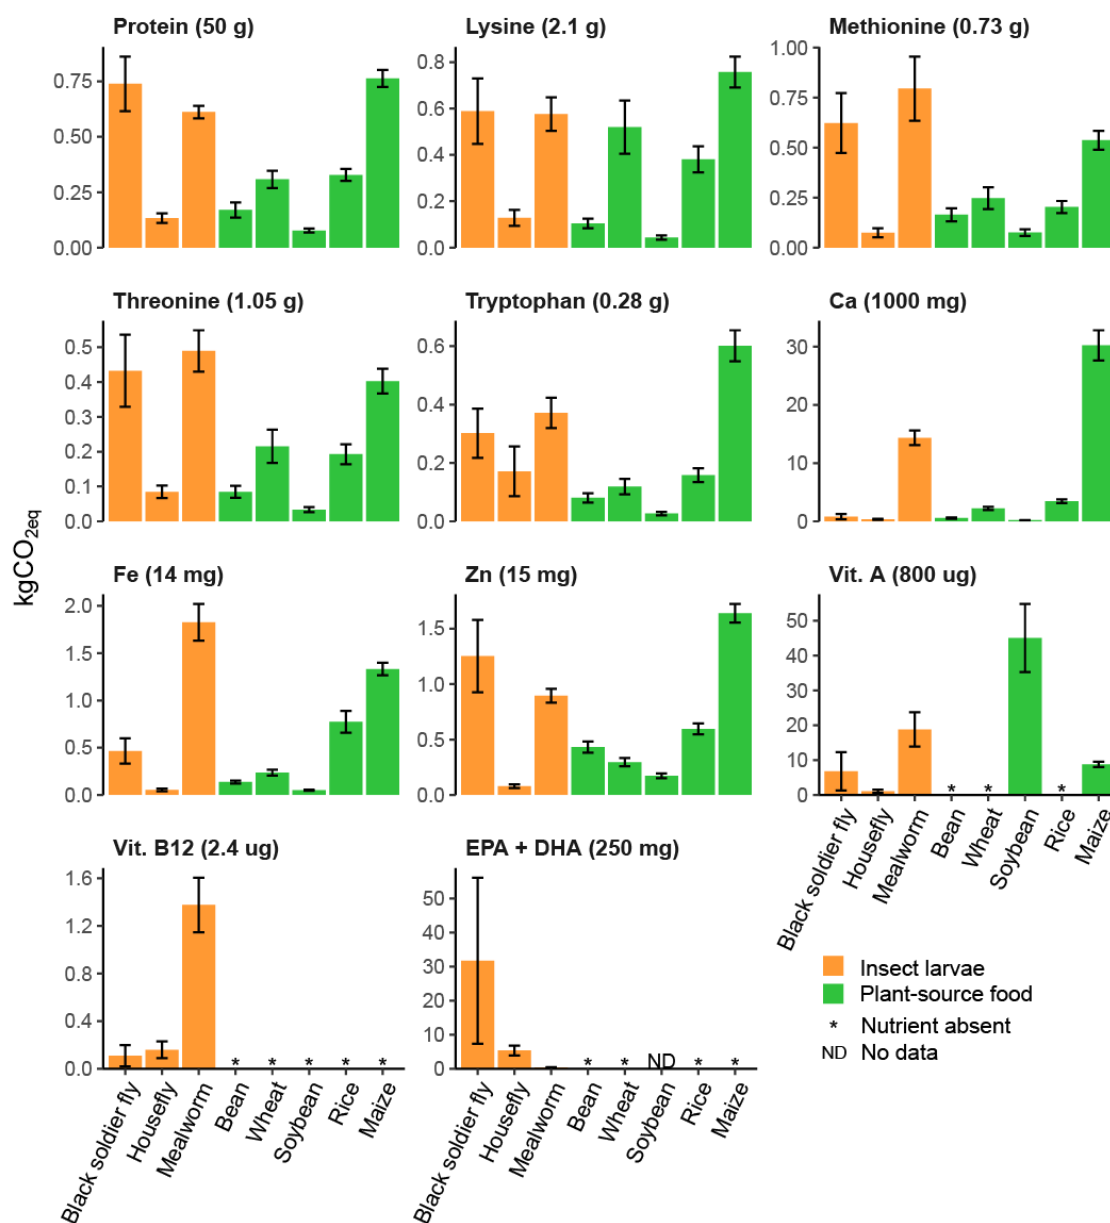 Protein (50 g)
0.75
0.50
0.25
0.00
Lysine (2.1 g)
0.8
0.6
0.4
0.2
0.0
Methionine (0.73 g)
1.00
0.75
0.50
0.25
0.00
Threonine (1.05 g)
0.5
0.4
0.3
0.2
0.1
0.0
Tryptophan (0.28 g)
0.6
0.4
0.2
0.0
Ca (1000 mg)
30
20
10
0
kgCO2eq
Fe (14 mg)
2.0
1.5
1.0
0.5
0.0
Zn (15 mg)
1.5
1.0
0.5
0.0
Vit. A (800 ug)
50
40
30
20
10
0
* * *
Black soldier fly
Housefly
Mealworm
Bean
Wheat
Soybean
Rice
Maize
Vit. B12 (2.4 ug)
1.6
1.2
0.8
0.4
0.0
* * * * *
Black soldier fly
Housefly
Mealworm
Bean
Wheat
Soybean
Rice
Maize
EPA + DHA (250 mg)
50
40
30
20
10
0
* * ND * *
Black soldier fly
Housefly
Mealworm
Bean
Wheat
Soybean
Rice
Maize
Insect larvae
Plant-source food
* Nutrient absent
ND No data